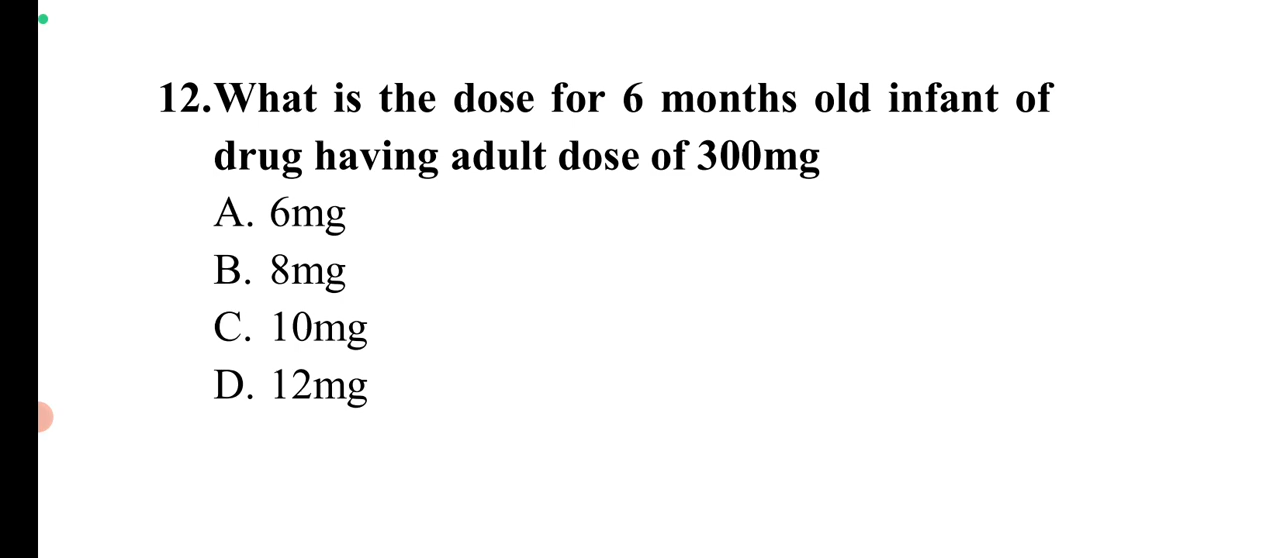 12.What is the dose for 6 months old infant of
drug having adult dose of 300mg
A. 6mg
B. 8mg
C. 10mg
D. 12mg